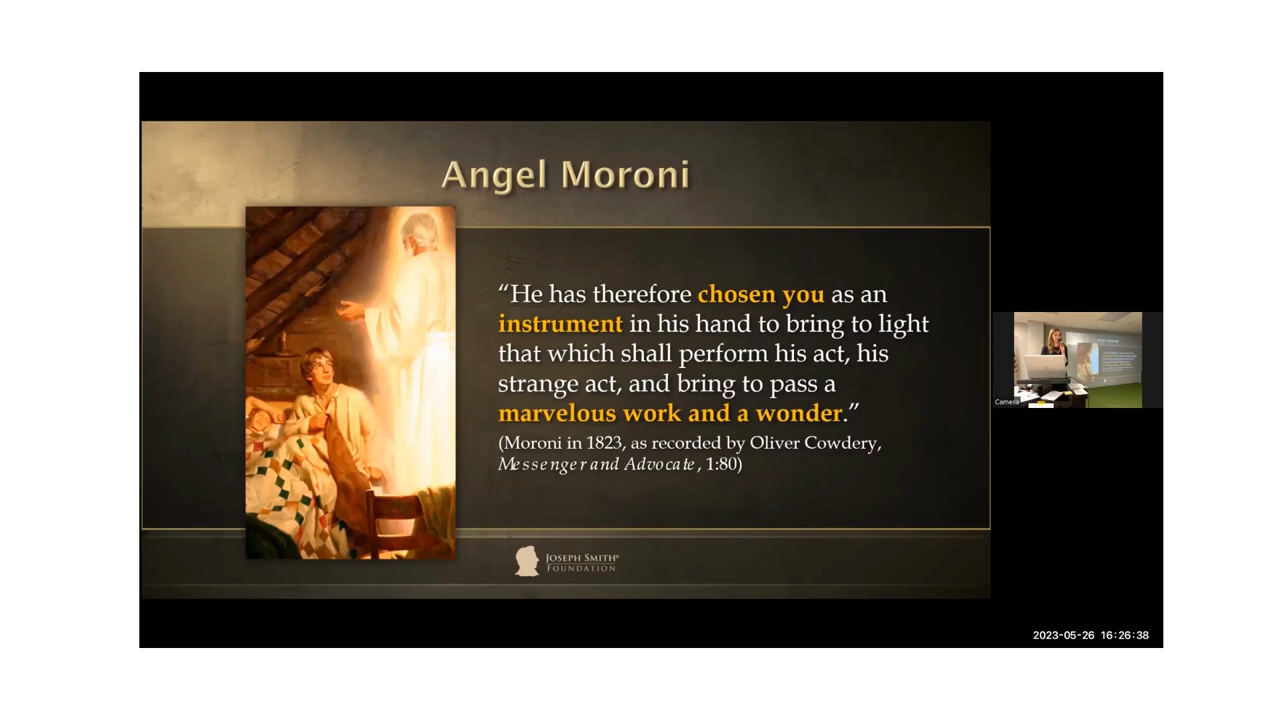 Angel Moroni
“He has therefore chosen you as an
instrument in his hand to bring to light
that which shall perform his act, his
strange act, and bring to pass a
marvelous work and a wonder.”
(Moroni in 1823, as recorded by Oliver Cowdery,
Messenger and Advocate, 1:80)
JOSEPH SMITH®
FOUNDATION
Camera
2023-05-26 16:26:38